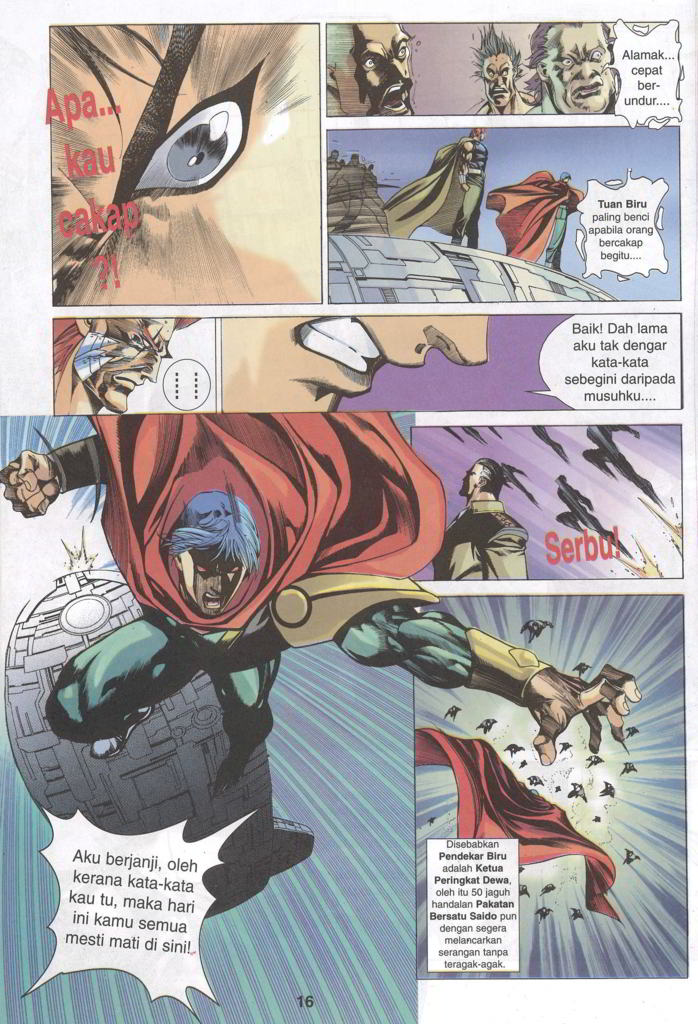 Apa...
kau
cakap
?!
Alamak...
cepat
ber-
undur....
Tuan Biru
paling benci
apabila orang
bercakap
begitu....
Baik! Dah lama
aku tak dengar
kata-kata
sebegini daripada
musuhku....
Serbu!
Aku berjanji, oleh
kerana kata-kata
kau tu, maka hari
ini kamu semua
mesti mati di sini!
Disebabkan
Pendekar Biru
adalah Ketua
Peringkat Dewa,
oleh itu 50 jaguh
handalan Pakatan
Bersatu Saido pun
dengan segera
melancarkan
serangan tanpa
teragak-agak.
16